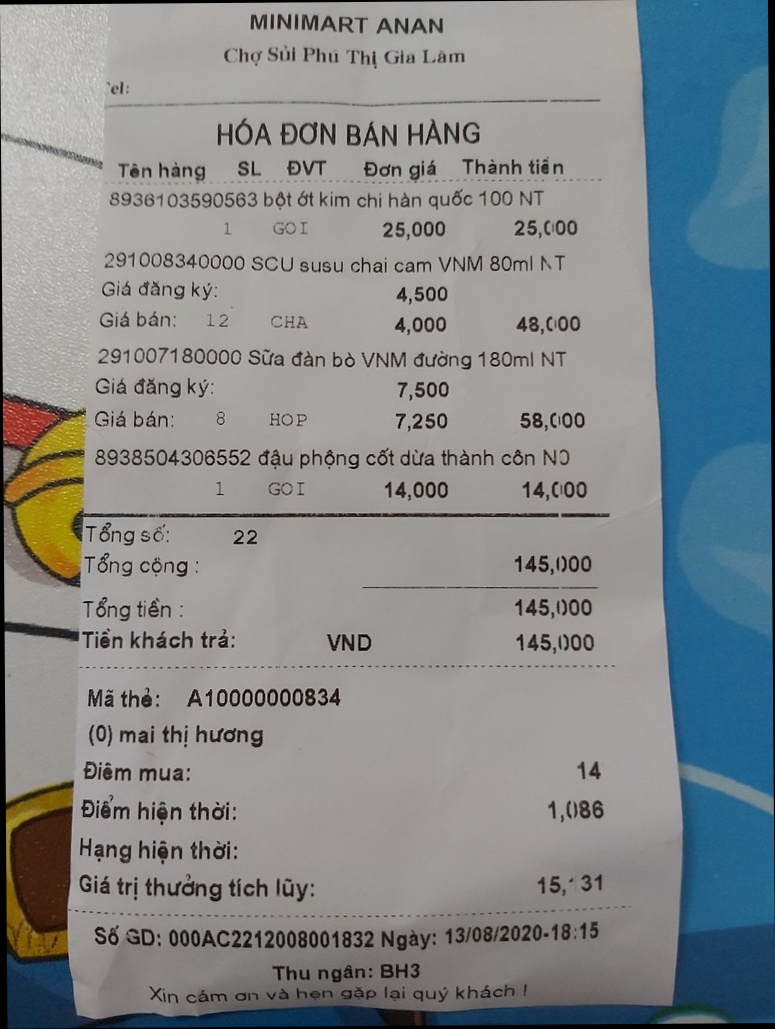 MINIMART ANAN
Chợ Sủi Phú Thị Gia Lâm
Tel:
HÓA ĐƠN BÁN HÀNG
Tên hàng SL ĐVT Đơn giá Thành tiền
8936103590563 bột ớt kim chi hàn quốc 100 NT
1 GOI 25,000 25,000
291008340000 SCU susu chai cam VNM 80ml NT
Giá đăng ký: 4,500
Giá bán: 12 CHA 4,000 48,000
291007180000 Sữa đàn bò VNM đường 180ml NT
Giá đăng ký: 7,500
Giá bán: 8 HOP 7,250 58,000
8938504306552 đậu phộng cốt dừa thành côn
1 GOI 14,000 14,000
Tổng số: 22
Tổng cộng : 145,000
Tổng tiền : 145,000
Tiền khách trả: VND 145,000
Mã thẻ: A10000000834
(0) mai thị hương
Điểm mua: 14
Điểm hiện thời: 1,086
Hạng hiện thời:
Giá trị thưởng tích lũy:
Số GD: 000AC2212008001832 Ngày: 13/08/2020-18:15
Thu ngân: BH3
Xin cám ơn và hẹn gặp lại quý khách !